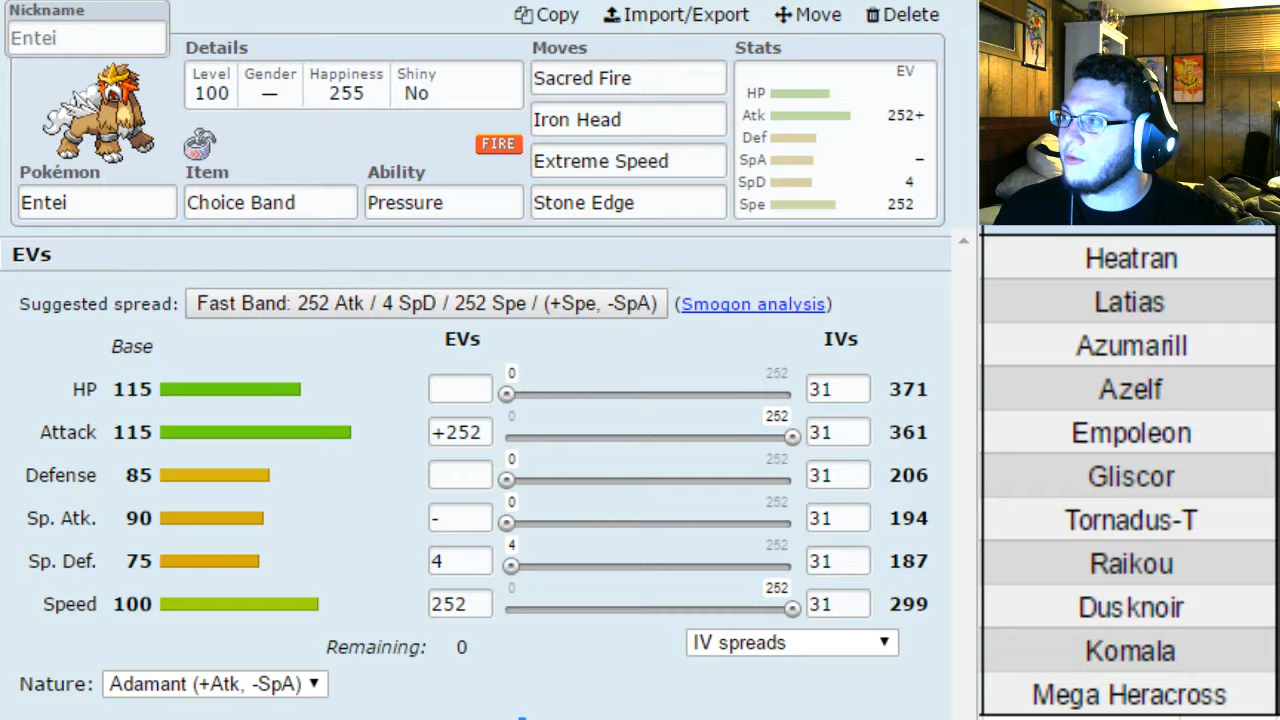 Nickname
Entei
Copy Import/Export Move Delete
Details
Level Gender Happiness Shiny
100 — 255 No
FIRE
Pokémon Item Ability
Entei Choice Band Pressure
Moves
Sacred Fire
Iron Head
Extreme Speed
Stone Edge
Stats
EV
HP
Atk 252+
Def
SpA –
SpD 4
Spe 252
EVs
Suggested spread: Fast Band: 252 Atk / 4 SpD / 252 Spe / (+Spe, -SpA) (Smogon analysis)
Base EVs IVs
HP 115 0 252 31 371
Attack 115 +252 0 252 31 361
Defense 85 0 252 31 206
Sp. Atk. 90 - 0 252 31 194
Sp. Def. 75 4 4 252 31 187
Speed 100 252 0 252 31 299
Remaining: 0 IV spreads
Nature: Adamant (+Atk, -SpA)
Heatran
Latias
Azumarill
Azelf
Empoleon
Gliscor
Tornadus-T
Raikou
Dusknoir
Komala
Mega Heracross